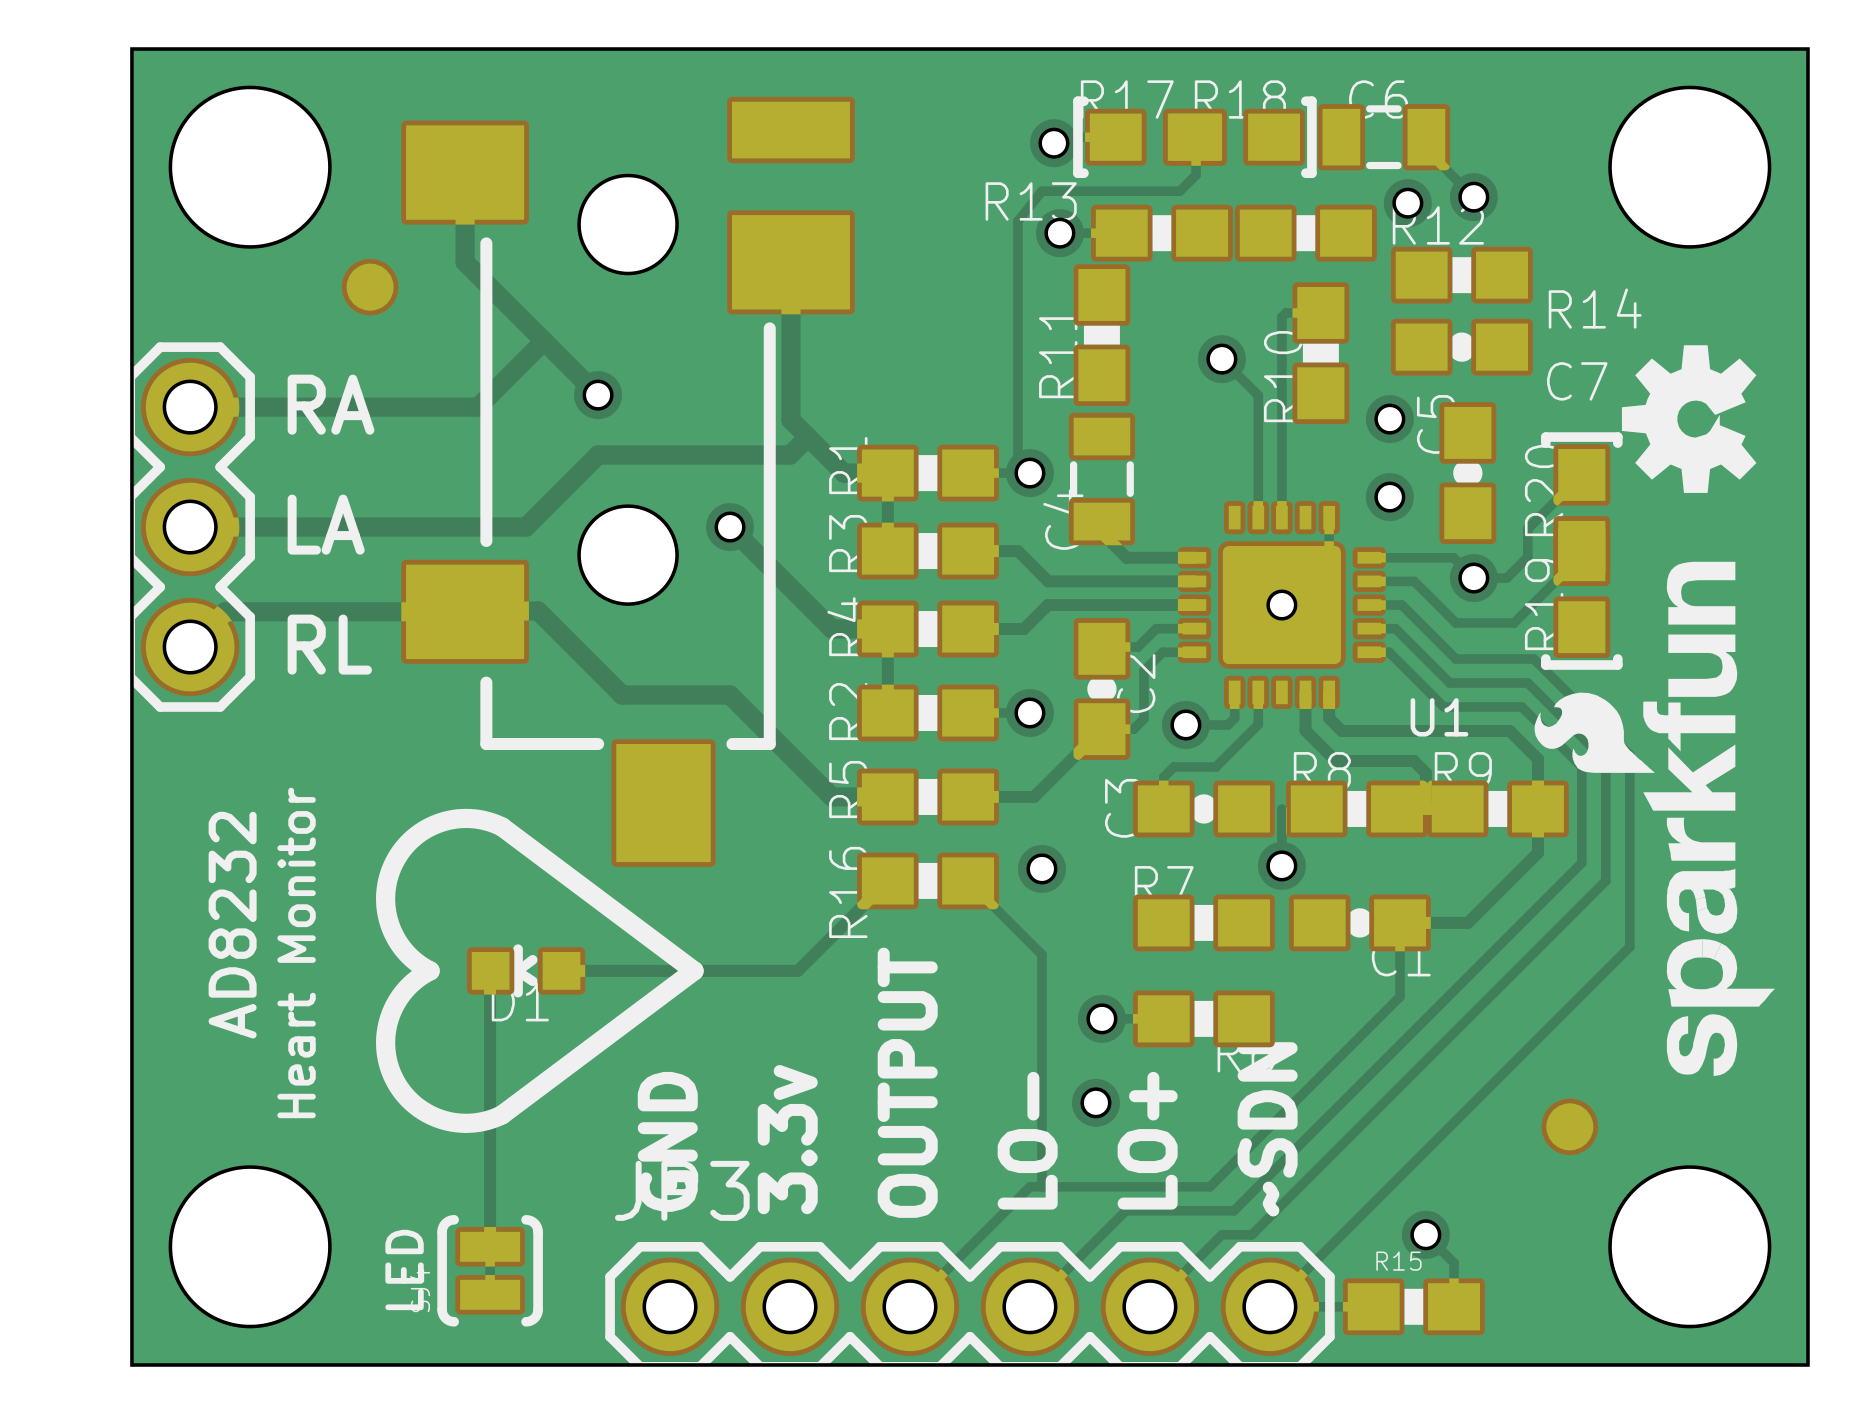 R17
R18
C6
R13
R12
R14
R11
R10
C7
C5
RA
LA
RL
R1
R3
R4
R2
R5
R16
C4
C2
R20
R19
U1
C3
R8
R9
R7
C1
AD8232
Heart Monitor
D1
sparkfun
GND
3.3v
OUTPUT
LO-
LO+
~SDN
JP3
LED
R15